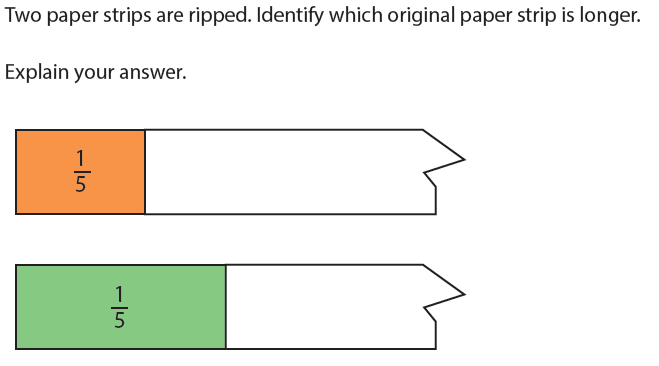 Two paper strips are ripped. Identify which original paper strip is longer.
Explain your answer.
1
5
1
5